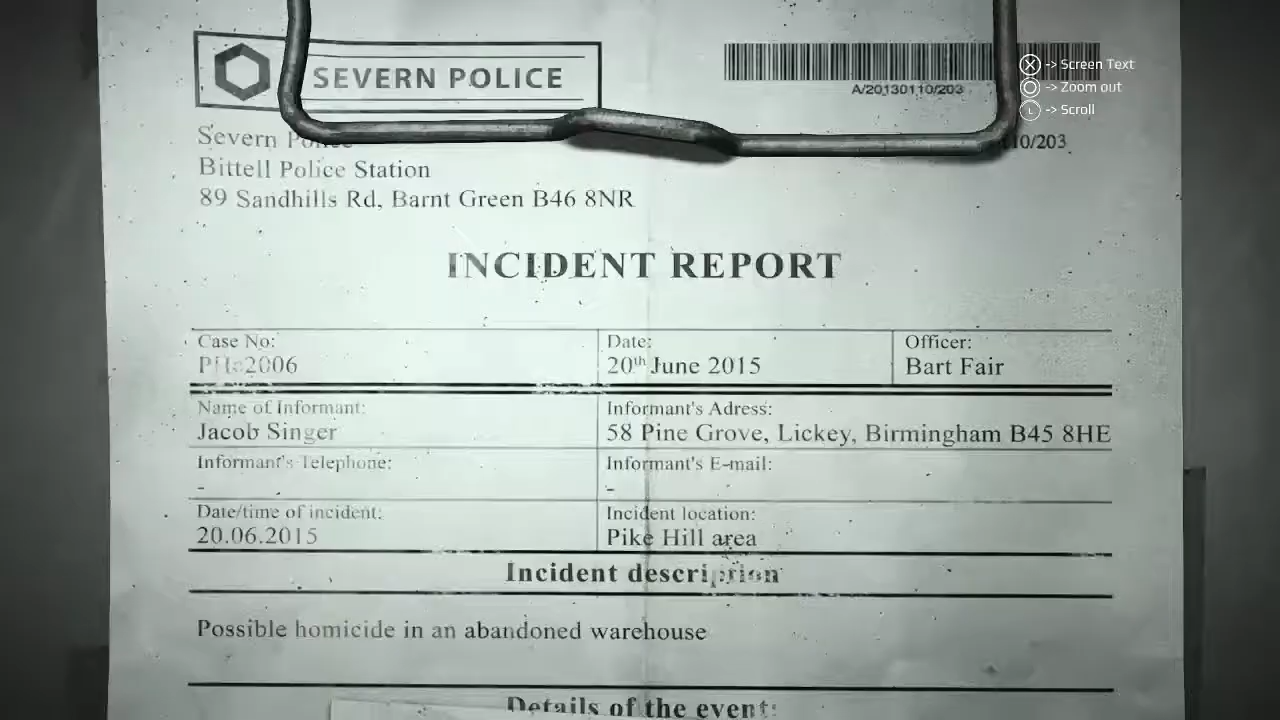 SEVERN POLICE
A/20130110/203
-> Screen Text
-> Zoom out
-> Scroll
Severn
10/203
Bittell Police Station
89 Sandhills Rd, Barnt Green B46 8NR
INCIDENT REPORT
Case No: Date: Officer:
20th June 2015 Bart Fair
Name of Informant: Informant's Adress:
Jacob Singer 58 Pine Grove, Lickey, Birmingham B45 8HE
Informant's Telephone: Informant's E-mail:
- -
Date/time of incident: Incident location:
20.06.2015 Pike Hill area
Incident description
Possible homicide in an abandoned warehouse
Details of the event: